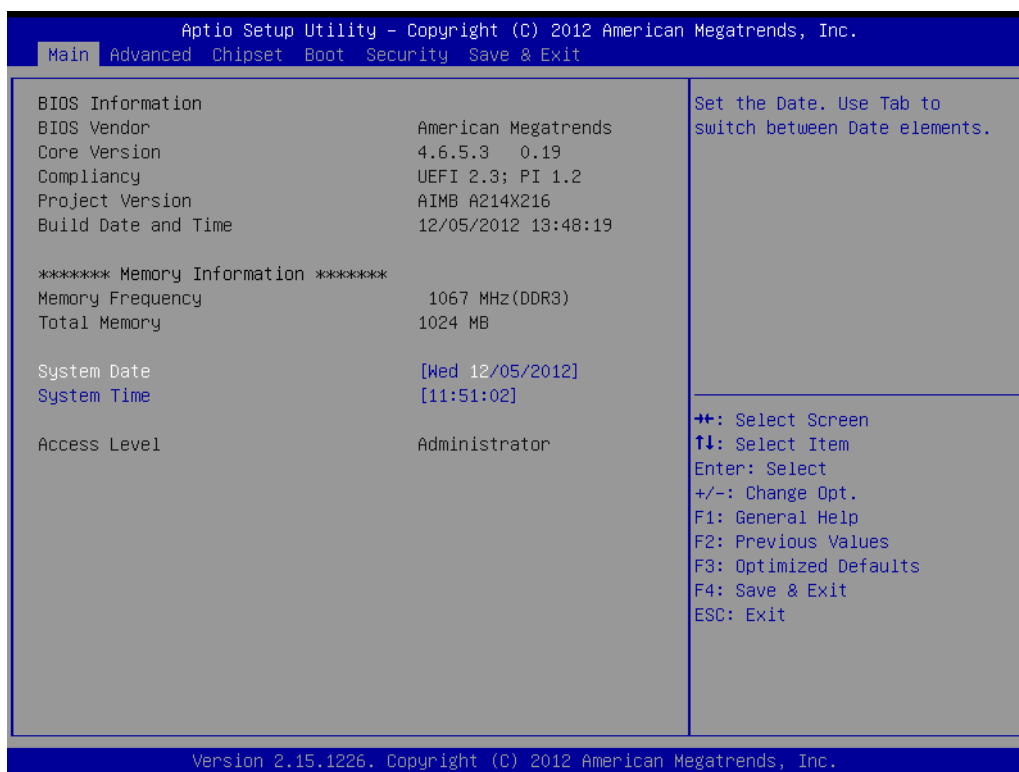 Aptio Setup Utility – Copyright (C) 2012 American Megatrends, Inc.
Main Advanced Chipset Boot Security Save & Exit
BIOS Information
BIOS Vendor American Megatrends
Core Version 4.6.5.3 0.19
Compliancy UEFI 2.3; PI 1.2
Project Version AIMB A214X216
Build Date and Time 12/05/2012 13:48:19
******* Memory Information *******
Memory Frequency 1067 MHz(DDR3)
Total Memory 1024 MB
System Date [Wed 12/05/2012]
System Time [11:51:02]
Access Level Administrator
Set the Date. Use Tab to
switch between Date elements.
→←: Select Screen
↑↓: Select Item
Enter: Select
+/-: Change Opt.
F1: General Help
F2: Previous Values
F3: Optimized Defaults
F4: Save & Exit
ESC: Exit
Version 2.15.1226. Copyright (C) 2012 American Megatrends, Inc.